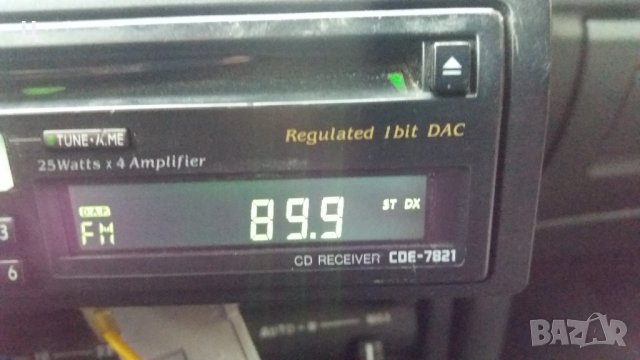 TUNE•A.ME
Regulated 1bit DAC
25Watts x 4 Amplifier
D.A.P.
ST DX
FM 89.9
3
CD RECEIVER CDE-7821
6
BAZAR